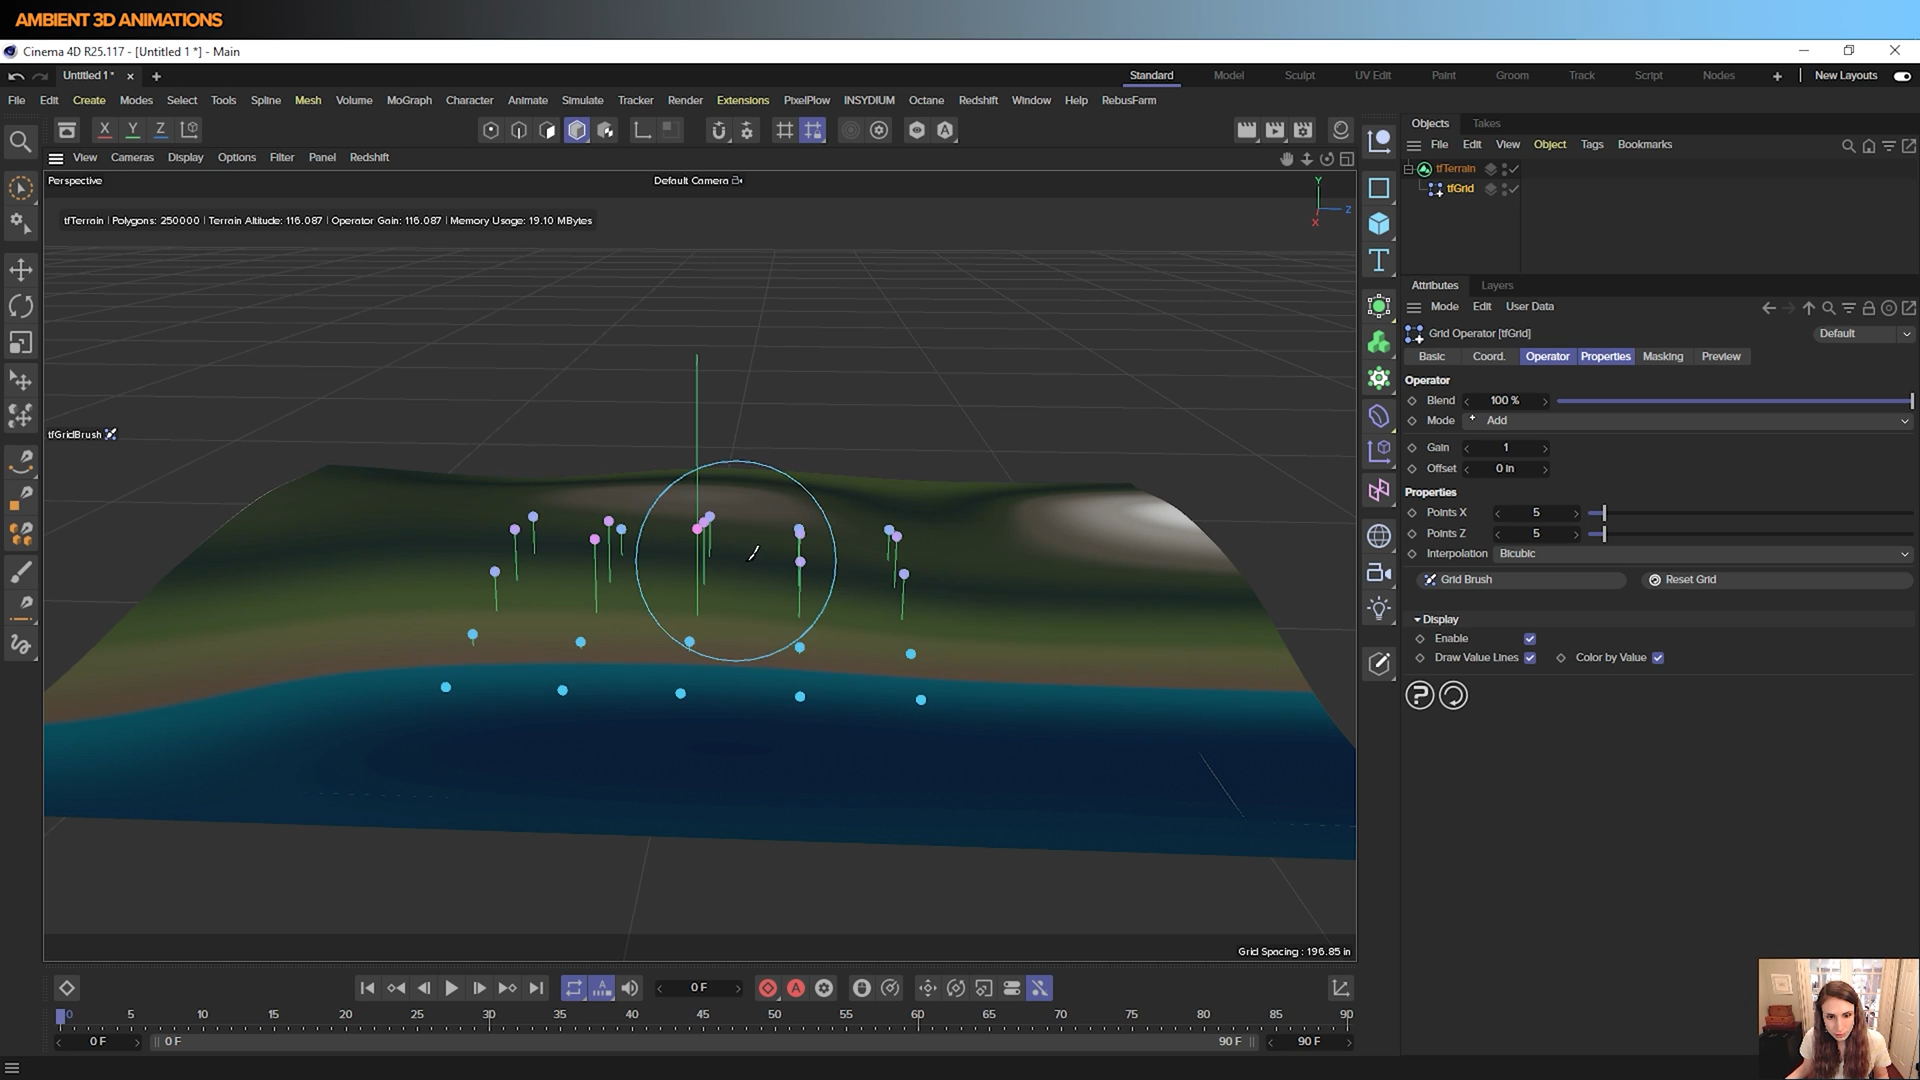 AMBIENT 3D ANIMATIONS
Cinema 4D R25.117 - [Untitled 1 *] - Main
Untitled 1 *
Standard Model Sculpt UV Edit Paint Groom Track Script Nodes New Layouts
File Edit Create Modes Select Tools Spline Mesh Volume MoGraph Character Animate Simulate Tracker Render Extensions PixelPlow INSYDIUM Octane Redshift Window Help RebusFarm
X Y Z
View Cameras Display Options Filter Panel Redshift
Perspective
Default Camera
tfTerrain | Polygons: 250000 | Terrain Altitude: 116.087 | Operator Gain: 116.087 | Memory Usage: 19.10 MBytes
Y
Z
X
tfGridBrush
Grid Spacing : 196.85 in
Objects Takes
File Edit View Object Tags Bookmarks
tfTerrain
tfGrid
Attributes Layers
Mode Edit User Data
Grid Operator [tfGrid]
Default
Basic Coord. Operator Properties Masking Preview
Operator
Blend 100 %
Mode Add
Gain 1
Offset 0 in
Properties
Points X 5
Points Z 5
Interpolation Bicubic
Grid Brush Reset Grid
Display
Enable
Draw Value Lines Color by Value
0 F
0 5 10 15 20 25 30 35 40 45 50 55 60 65 70 75 80 85 90
0 F 0 F 90 F 90 F